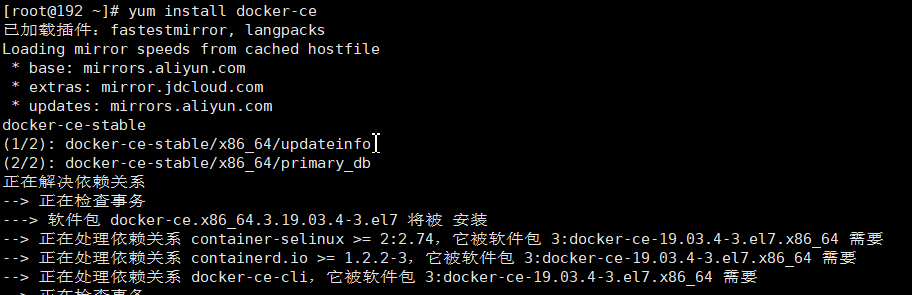 [root@192 ~]# yum install docker-ce
已加载插件：fastestmirror, langpacks
Loading mirror speeds from cached hostfile
 * base: mirrors.aliyun.com
 * extras: mirror.jdcloud.com
 * updates: mirrors.aliyun.com
docker-ce-stable
(1/2): docker-ce-stable/x86_64/updateinfo
(2/2): docker-ce-stable/x86_64/primary_db
正在解决依赖关系
--> 正在检查事务
---> 软件包 docker-ce.x86_64.3.19.03.4-3.el7 将被 安装
--> 正在处理依赖关系 container-selinux >= 2:2.74，它被软件包 3:docker-ce-19.03.4-3.el7.x86_64 需要
--> 正在处理依赖关系 containerd.io >= 1.2.2-3，它被软件包 3:docker-ce-19.03.4-3.el7.x86_64 需要
--> 正在处理依赖关系 docker-ce-cli，它被软件包 3:docker-ce-19.03.4-3.el7.x86_64 需要
--> 正在检查事务